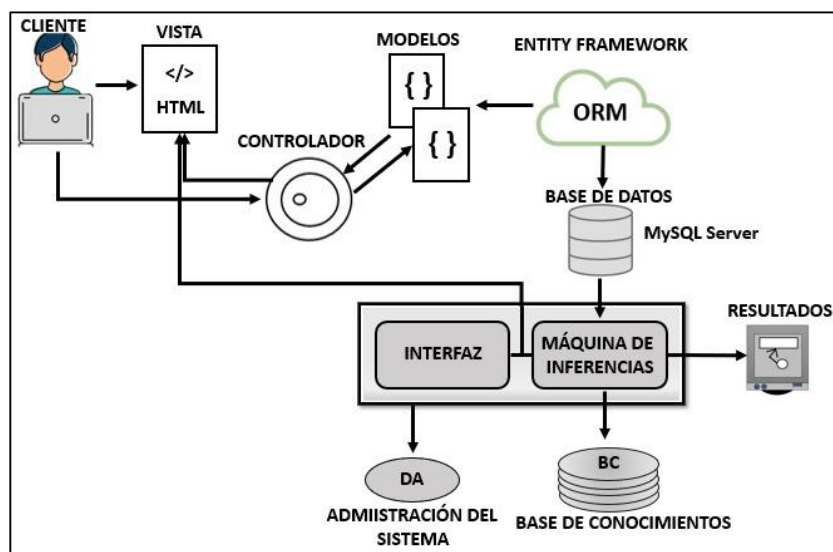 CLIENTE
VISTA
</>
HTML
MODELOS
{ }
{ }
ENTITY FRAMEWORK
ORM
CONTROLADOR
BASE DE DATOS
MySQL Server
INTERFAZ
MÁQUINA DE
INFERENCIAS
RESULTADOS
DA
ADMIISTRACIÓN DEL
SISTEMA
BC
BASE DE CONOCIMIENTOS